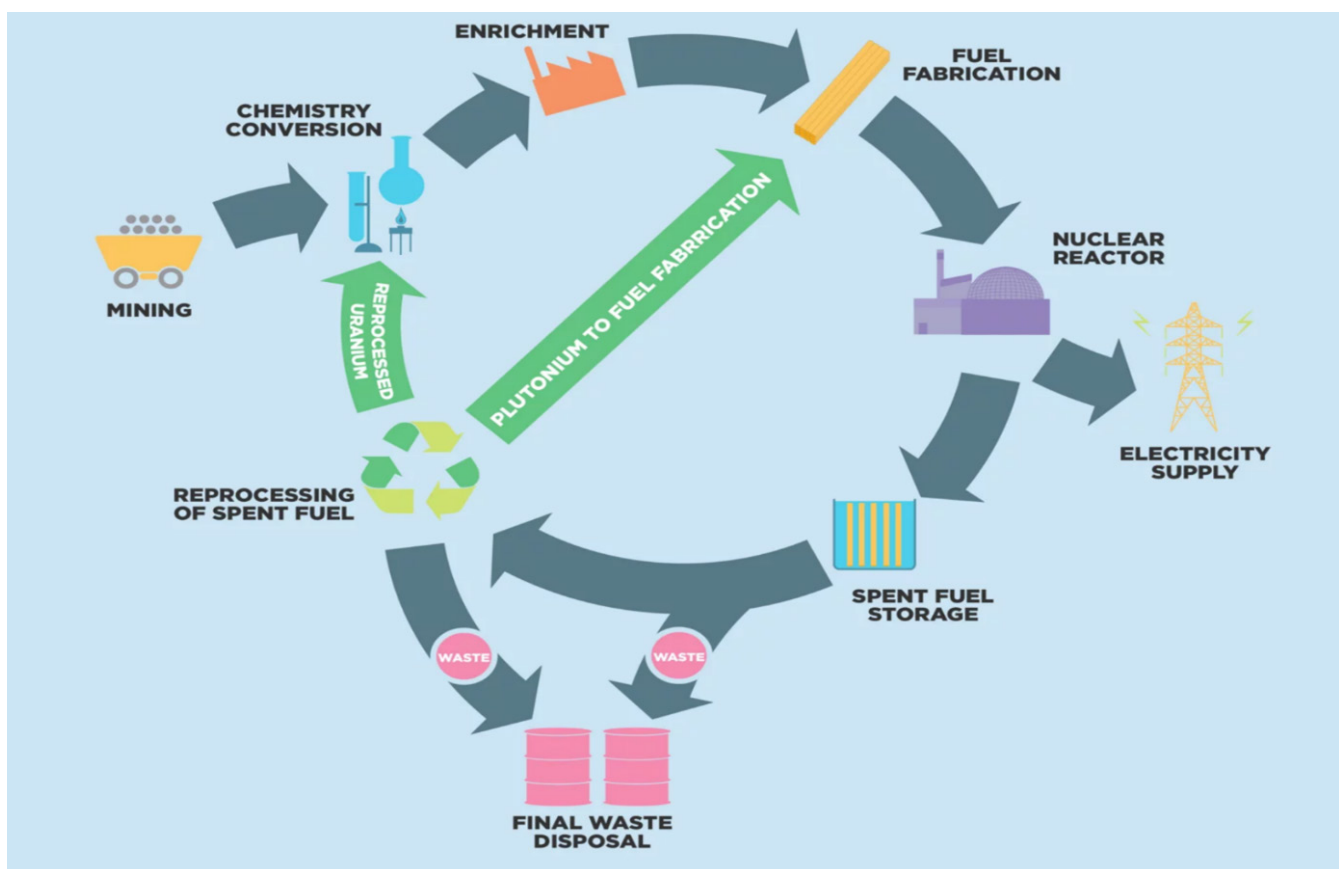 ENRICHMENT
FUEL
FABRICATION
CHEMISTRY
CONVERSION
MINING
NUCLEAR
REACTOR
REPROCESSED
URANIUM
PLUTONIUM TO FUEL FABRRICATION
ELECTRICITY
SUPPLY
REPROCESSING
OF SPENT FUEL
SPENT FUEL
STORAGE
WASTE
WASTE
FINAL WASTE
DISPOSAL